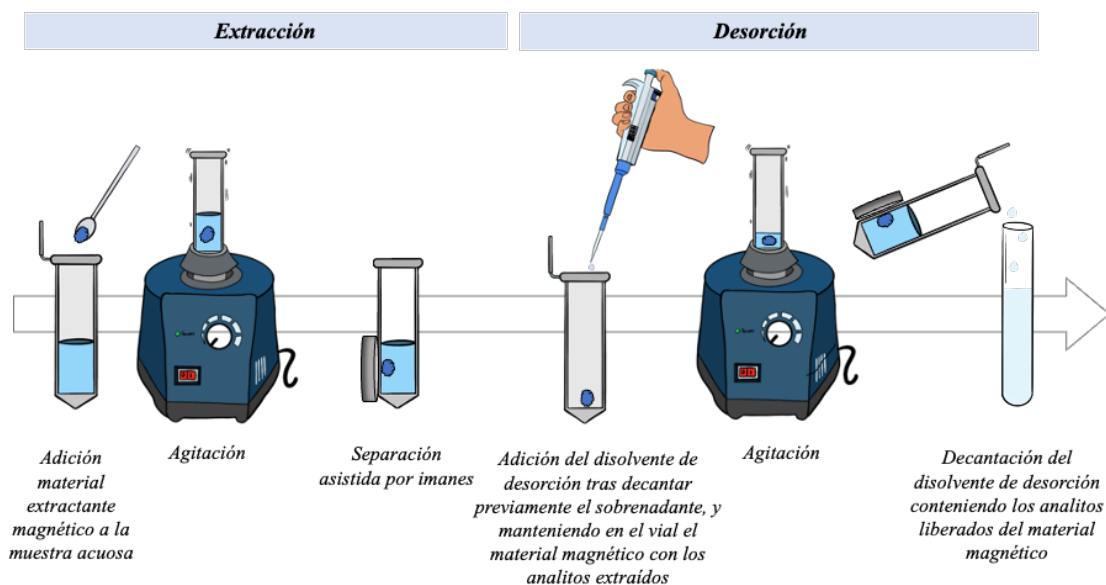 Extracción
Desorción
Adición
material
extractante
magnético a la
muestra acuosa
Agitación
Separación
asistida por imanes
Adición del disolvente de
desorción tras decantar
previamente el sobrenadante, y
manteniendo en el vial el
material magnético con los
analitos extraídos
Agitación
Decantación del
disolvente de desorción
conteniendo los analitos
liberados del material
magnético